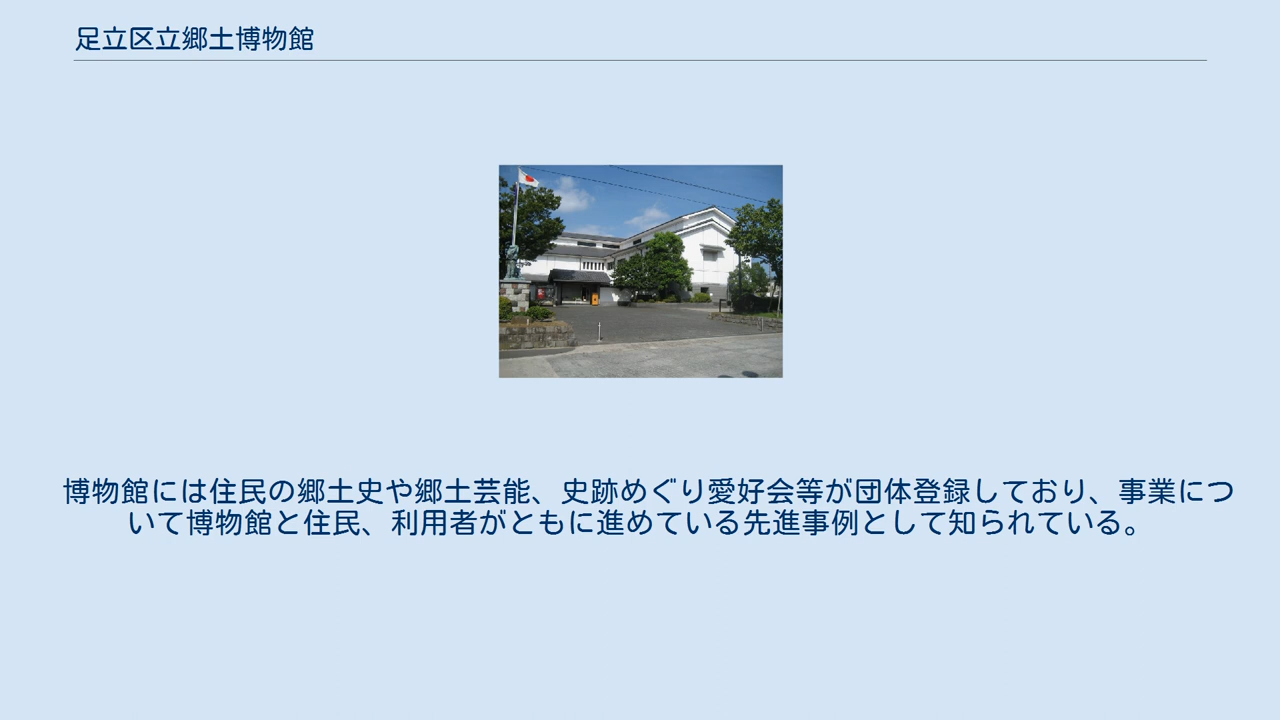 足立区立郷土博物館
博物館には住民の郷土史や郷土芸能、史跡めぐり愛好会等が団体登録しており、事業につ
いて博物館と住民、利用者がともに進めている先進事例として知られている。